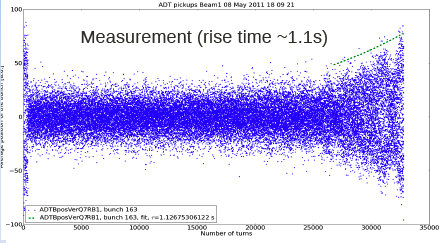 ADT pickups Beam1 08 May 2011 18 09 21
Measurement (rise time ~1.1s)
100
50
0
−50
−100
ADTBposVerQ7RB1, bunch 163
ADTBposVerQ7RB1, bunch 163, fit, r=1.12675306122 s
0
5000
10000
15000
20000
25000
30000
35000
Number of turns